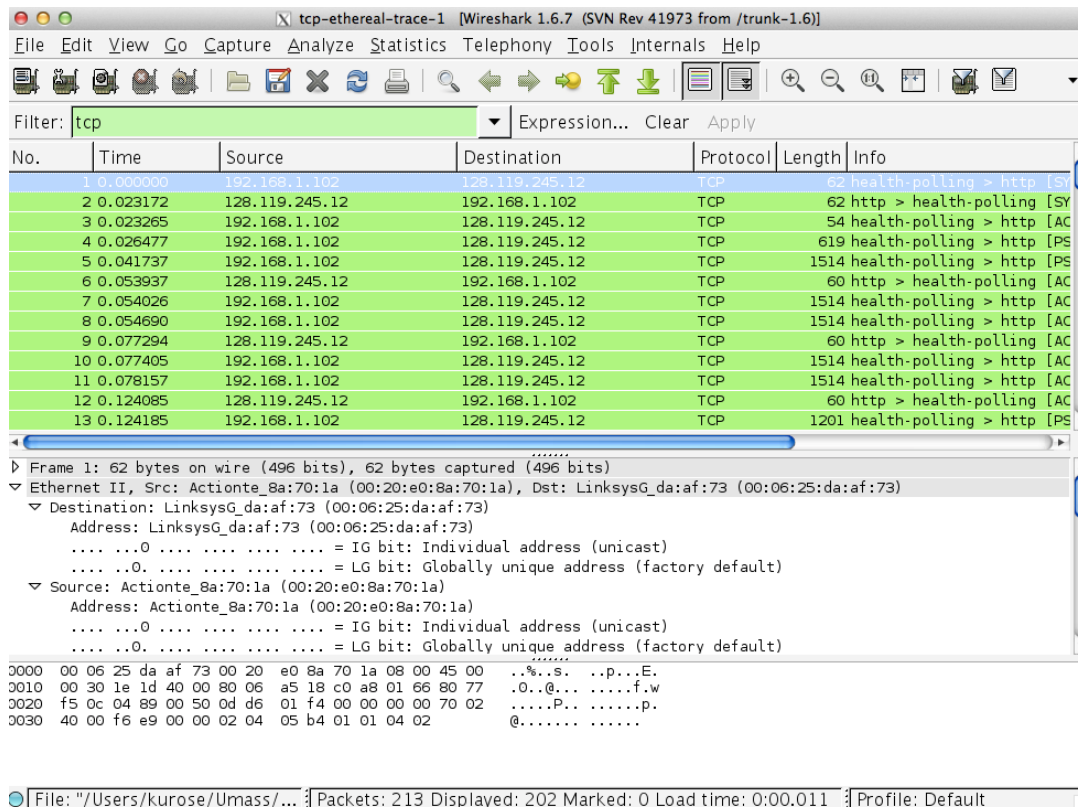 tcp-ethereal-trace-1 [Wireshark 1.6.7 (SVN Rev 41973 from /trunk-1.6)]
File Edit View Go Capture Analyze Statistics Telephony Tools Internals Help
Filter: tcp Expression... Clear Apply
No. Time Source Destination Protocol Length Info
1 0.000000 192.168.1.102 128.119.245.12 TCP 62 health-polling > http [SY
2 0.023172 128.119.245.12 192.168.1.102 TCP 62 http > health-polling [SY
3 0.023265 192.168.1.102 128.119.245.12 TCP 54 health-polling > http [AC
4 0.026477 192.168.1.102 128.119.245.12 TCP 619 health-polling > http [PS
5 0.041737 192.168.1.102 128.119.245.12 TCP 1514 health-polling > http [PS
6 0.053937 128.119.245.12 192.168.1.102 TCP 60 http > health-polling [AC
7 0.054026 192.168.1.102 128.119.245.12 TCP 1514 health-polling > http [AC
8 0.054690 192.168.1.102 128.119.245.12 TCP 1514 health-polling > http [AC
9 0.077294 128.119.245.12 192.168.1.102 TCP 60 http > health-polling [AC
10 0.077405 192.168.1.102 128.119.245.12 TCP 1514 health-polling > http [AC
11 0.078157 192.168.1.102 128.119.245.12 TCP 1514 health-polling > http [AC
12 0.124085 128.119.245.12 192.168.1.102 TCP 60 http > health-polling [AC
13 0.124185 192.168.1.102 128.119.245.12 TCP 1201 health-polling > http [PS
Frame 1: 62 bytes on wire (496 bits), 62 bytes captured (496 bits)
Ethernet II, Src: Actionte_8a:70:1a (00:20:e0:8a:70:1a), Dst: LinksysG_da:af:73 (00:06:25:da:af:73)
Destination: LinksysG_da:af:73 (00:06:25:da:af:73)
Address: LinksysG_da:af:73 (00:06:25:da:af:73)
.... ...0 .... .... .... .... = IG bit: Individual address (unicast)
.... ..0. .... .... .... .... = LG bit: Globally unique address (factory default)
Source: Actionte_8a:70:1a (00:20:e0:8a:70:1a)
Address: Actionte_8a:70:1a (00:20:e0:8a:70:1a)
.... ...0 .... .... .... .... = IG bit: Individual address (unicast)
.... ..0. .... .... .... .... = LG bit: Globally unique address (factory default)
0000 00 06 25 da af 73 00 20 e0 8a 70 1a 08 00 45 00 ..%..s. ..p...E.
0010 00 30 1e 1d 40 00 80 06 a5 18 c0 a8 01 66 80 77 .0..@... .....f.w
0020 f5 0c 04 89 00 50 0d d6 01 f4 00 00 00 00 70 02 .....P.. ......p.
0030 40 00 f6 e9 00 00 02 04 05 b4 01 01 04 02 @....... ......
File: "/Users/kurose/Umass/... Packets: 213 Displayed: 202 Marked: 0 Load time: 0:00.011 Profile: Default